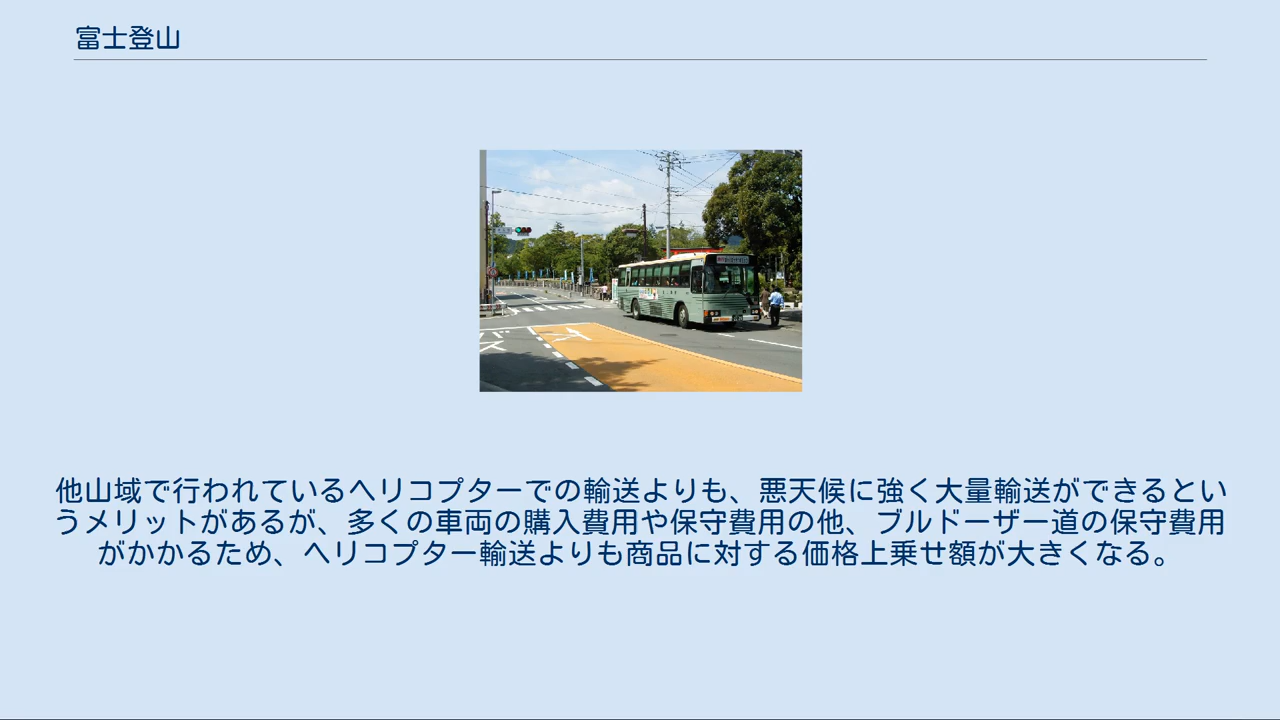 富士登山
他山域で行われているヘリコプターでの輸送よりも、悪天候に強く大量輸送ができるとい
うメリットがあるが、多くの車両の購入費用や保守費用の他、ブルドーザー道の保守費用
がかかるため、ヘリコプター輸送よりも商品に対する価格上乗せ額が大きくなる。